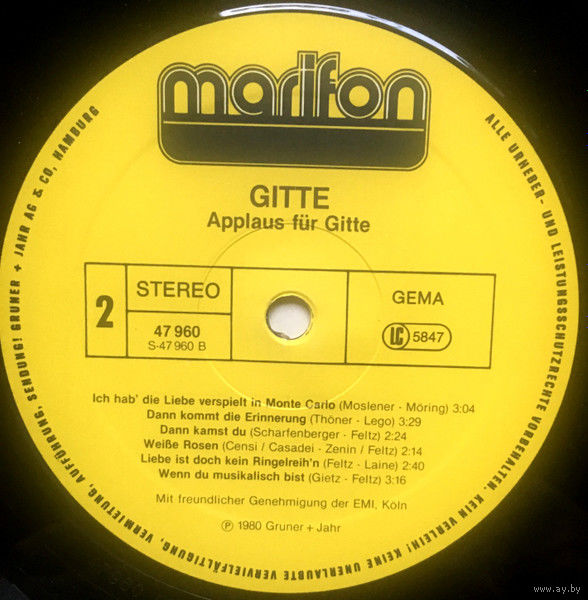 marifon
GITTE
Applaus für Gitte
2
STEREO
47 960
S-47 960 B
GEMA
LC 5847
Ich hab' die Liebe verspielt in Monte Carlo (Moslener - Möring) 3:04
Dann kommt die Erinnerung (Thöner - Lego) 3:29
Dann kamst du (Scharfenberger - Feltz) 2:24
Weiße Rosen (Censi / Casadei - Zenin / Feltz) 2:14
Liebe ist doch kein Ringelreih'n (Feltz - Laine) 2:40
Wenn du musikalisch bist (Gietz - Feltz) 3:16
Mit freundlicher Genehmigung der EMI, Köln
Ⓟ 1980 Gruner + Jahr
ALLE URHEBER- UND LEISTUNGSSCHUTZRECHTE VORBEHALTEN. KEIN VERLEIH! KEINE UNERLAUBTE VERVIELFÄLTIGUNG, VERMIETUNG, AUFFÜHRUNG, SENDUNG! GRUNER + JAHR AG & CO, HAMBURG
www.ay.by